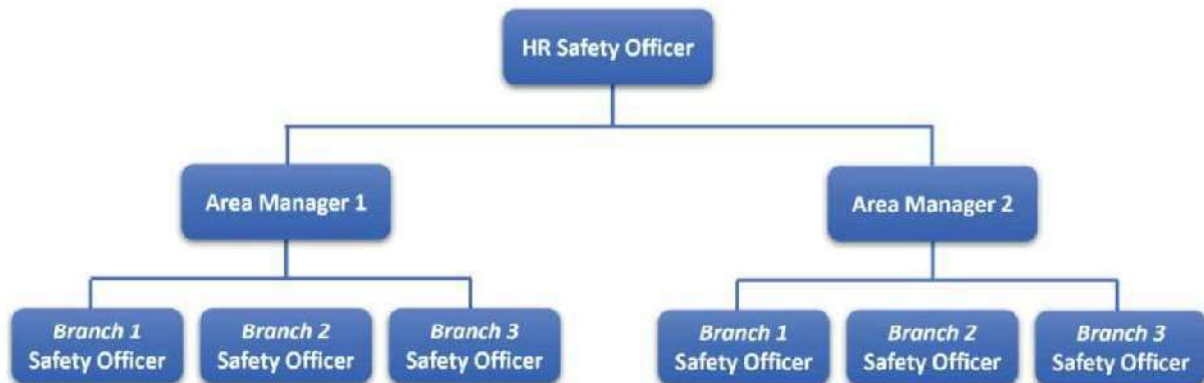 HR Safety Officer
Area Manager 1
Area Manager 2
Branch 1
Safety Officer
Branch 2
Safety Officer
Branch 3
Safety Officer
Branch 1
Safety Officer
Branch 2
Safety Officer
Branch 3
Safety Officer